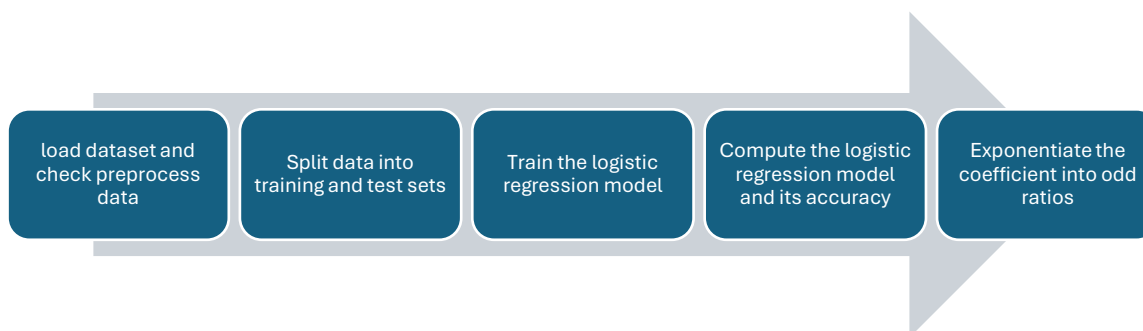 load dataset and
check preprocess
data
Split data into
training and test sets
Train the logistic
regression model
Compute the logistic
regression model
and its accuracy
Exponentiate the
coefficient into odd
ratios